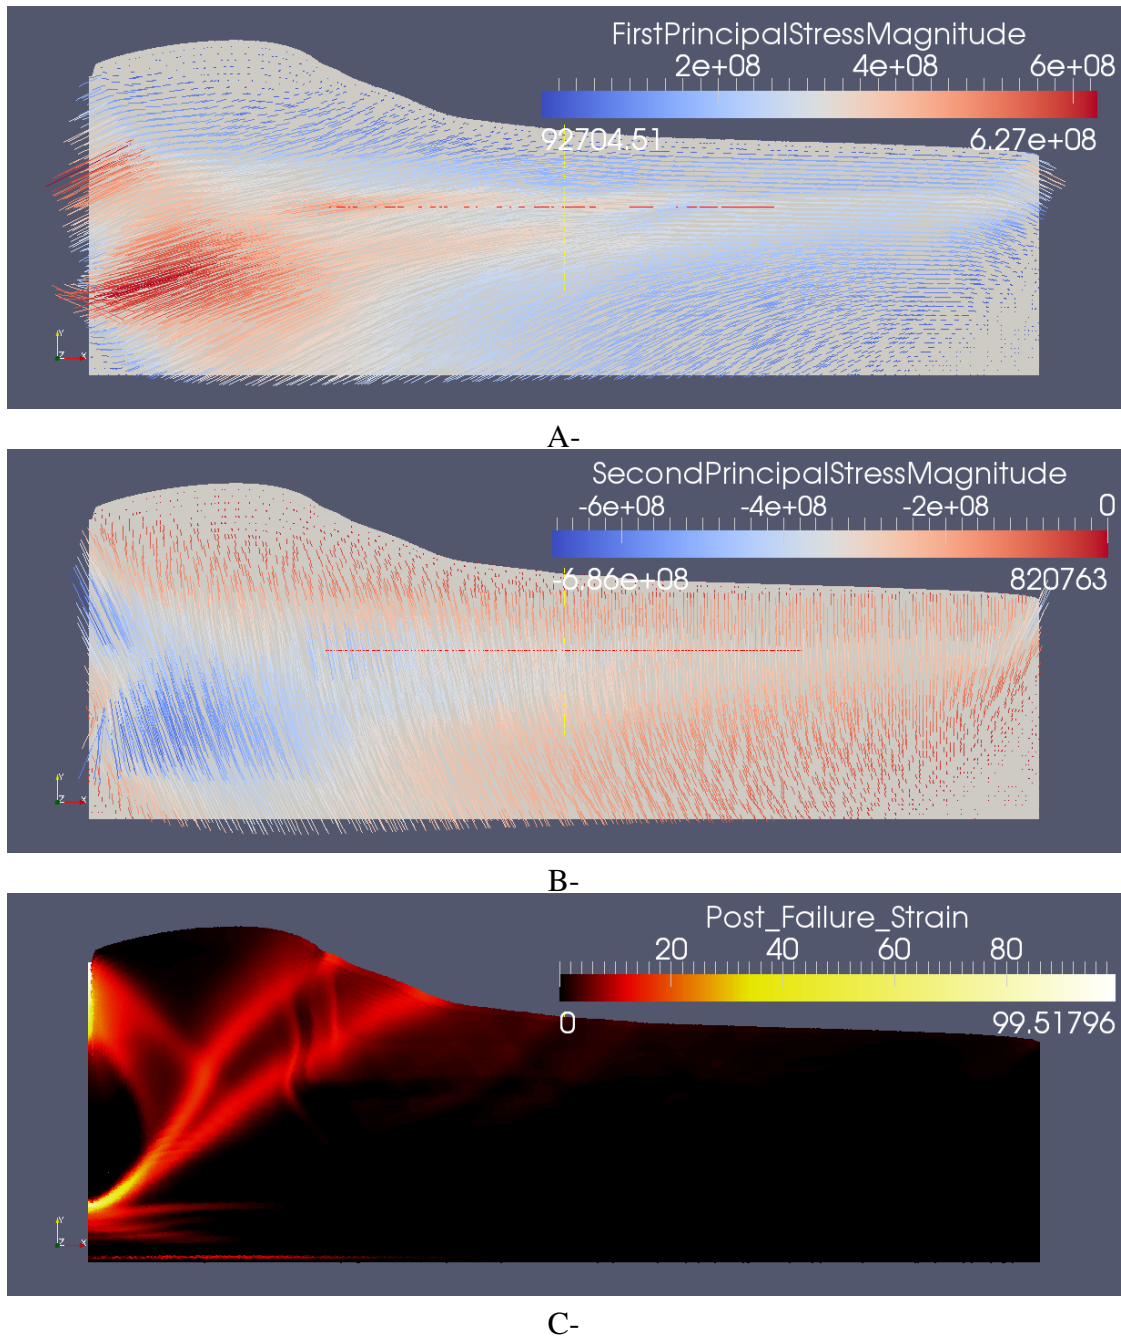 FirstPrincipalStressMagnitude
2e+08 4e+08 6e+08
92704.51 6.27e+08
Y
Z X
A-
SecondPrincipalStressMagnitude
-6e+08 -4e+08 -2e+08 0
-6.86e+08 820763
Y
Z X
B-
Post_Failure_Strain
20 40 60 80
0 99.51796
Y
Z X
C-